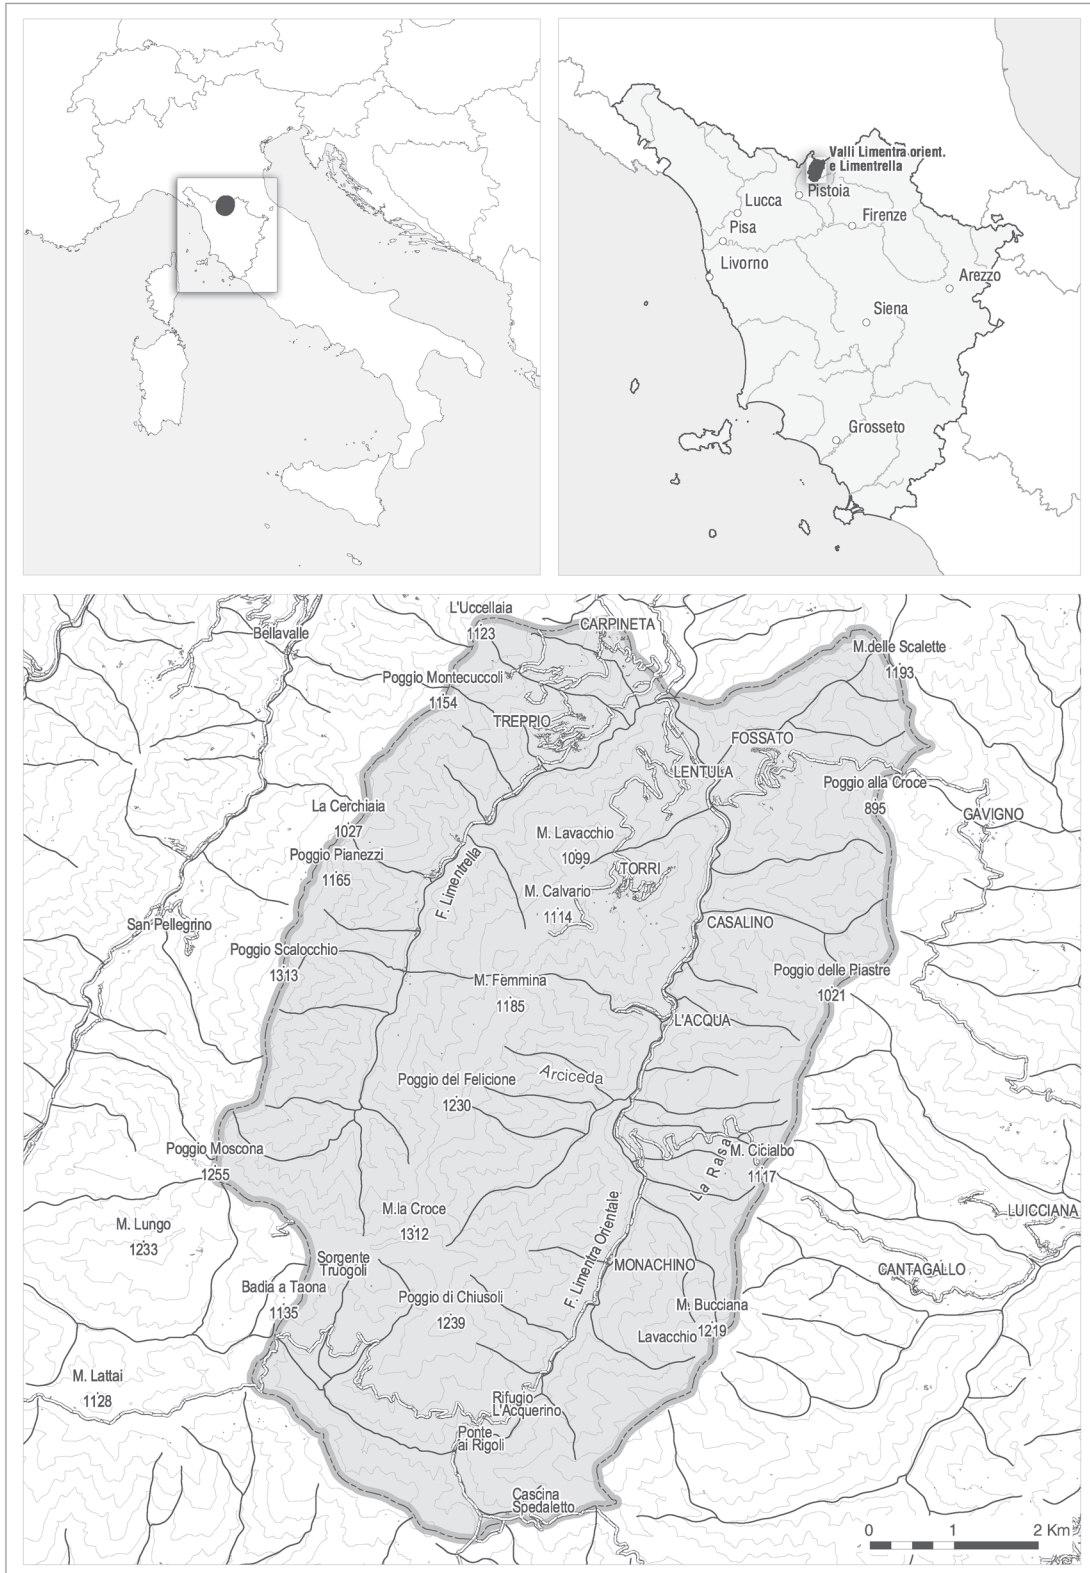 Valli Limentra orient.
e Limentrella
Pistoia
Lucca
Firenze
Pisa
Livorno
Arezzo
Siena
Grosseto
L'Uccellaia
1123
CARPINETA
Bellavalle
M.delle Scalette
1193
Poggio Montecuccoli
1154
TREPPIO
FOSSATO
LENTULA
Poggio alla Croce
895
La Cerchiaia
1027
GAVIGNO
M. Lavacchio
1099
Poggio Pianezzi
1165
F. Limentrella
TORRI
M. Calvario
1114
San Pellegrino
CASALINO
Poggio Scalocchio
1313
Poggio delle Piastre
1021
M. Femmina
1185
L'ACQUA
Arciceda
Poggio del Felicione
1230
Poggio Moscona
1255
La Rasa
M. Cicialbo
1117
M. Lungo
1233
M.la Croce
1312
LUICCIANA
F. Limentra Orientale
Sorgente
Truogoli
MONACHINO
CANTAGALLO
Badia a Taona
1135
Poggio di Chiusoli
1239
M. Bucciana
1219
Lavacchio
M. Lattai
1128
Rifugio
L'Acquerino
Ponte
ai Rigoli
Cascina
Spedaletto
0 1 2 Km